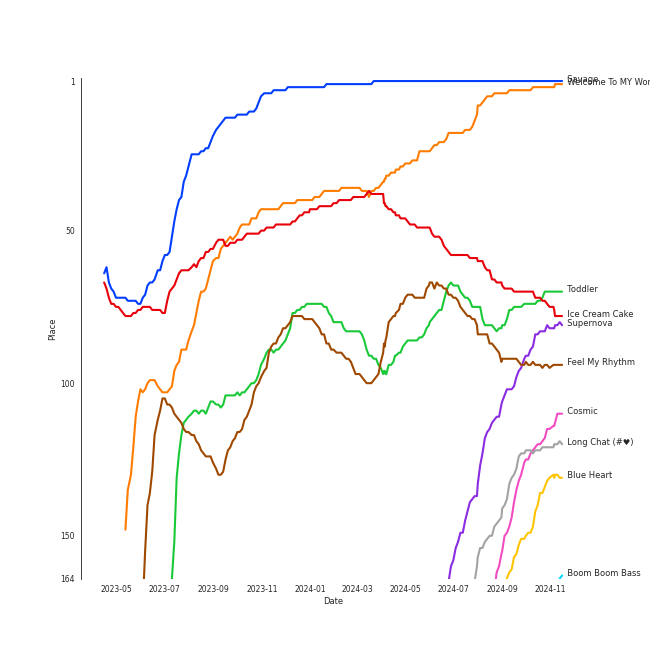 Savage
Welcome To MY Wor
Toddler
Ice Cream Cake
Supernova
Feel My Rhythm
Cosmic
Long Chat (#♥)
Blue Heart
Boom Boom Bass
1
50
100
150
164
Place
2023-05 2023-07 2023-09 2023-11 2024-01 2024-03 2024-05 2024-07 2024-09 2024-11
Date